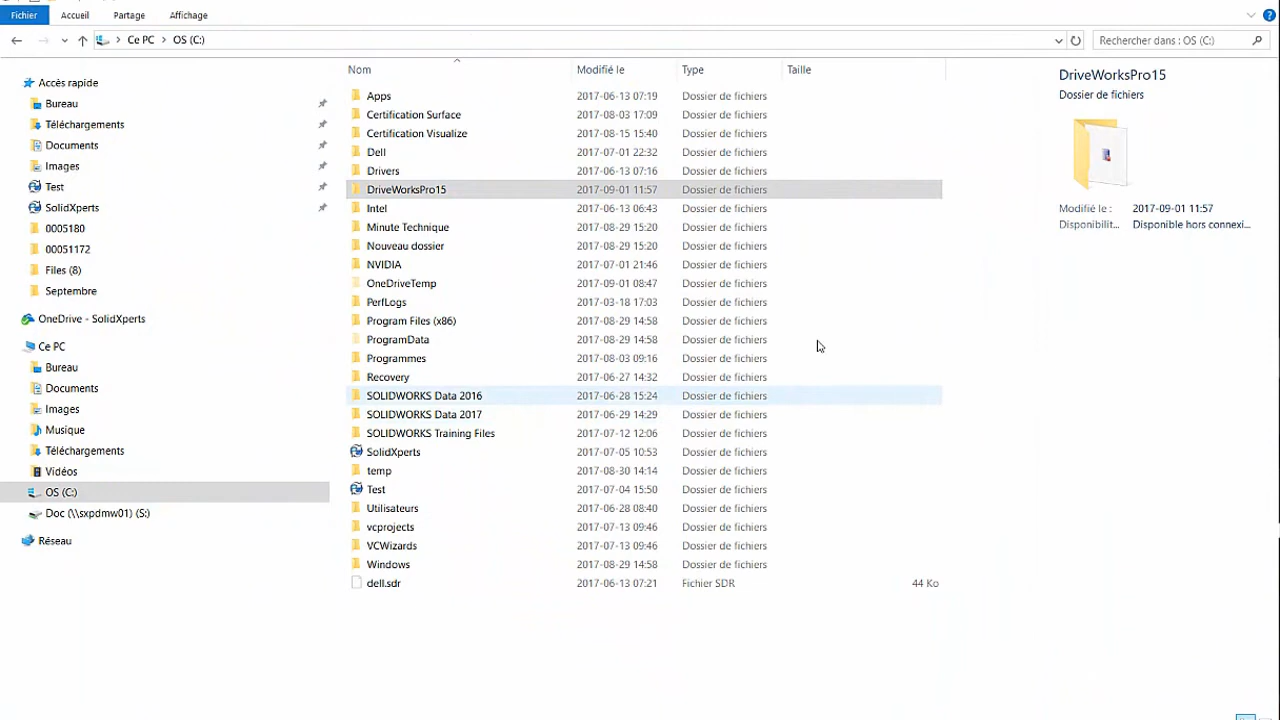 Fichier Accueil Partage Affichage
Ce PC > OS (C:) Rechercher dans : OS (C:)
Accès rapide
Bureau
Téléchargements
Documents
Images
Test
SolidXperts
0005180
00051172
Files (8)
Septembre
OneDrive - SolidXperts
Ce PC
Bureau
Documents
Images
Musique
Téléchargements
Vidéos
OS (C:)
Doc (\\sxpdmw01) (S:)
Réseau
Nom Modifié le Type Taille
Apps 2017-06-13 07:19 Dossier de fichiers
Certification Surface 2017-08-03 17:09 Dossier de fichiers
Certification Visualize 2017-08-15 15:40 Dossier de fichiers
Dell 2017-07-01 22:32 Dossier de fichiers
Drivers 2017-06-13 07:16 Dossier de fichiers
DriveWorksPro15 2017-09-01 11:57 Dossier de fichiers
Intel 2017-06-13 06:43 Dossier de fichiers
Minute Technique 2017-08-29 15:20 Dossier de fichiers
Nouveau dossier 2017-08-29 15:20 Dossier de fichiers
NVIDIA 2017-07-01 21:46 Dossier de fichiers
OneDriveTemp 2017-09-01 08:47 Dossier de fichiers
PerfLogs 2017-03-18 17:03 Dossier de fichiers
Program Files (x86) 2017-08-29 14:58 Dossier de fichiers
ProgramData 2017-08-29 14:58 Dossier de fichiers
Programmes 2017-08-03 09:16 Dossier de fichiers
Recovery 2017-06-27 14:32 Dossier de fichiers
SOLIDWORKS Data 2016 2017-06-28 15:24 Dossier de fichiers
SOLIDWORKS Data 2017 2017-06-29 14:29 Dossier de fichiers
SOLIDWORKS Training Files 2017-07-12 12:06 Dossier de fichiers
SolidXperts 2017-07-05 10:53 Dossier de fichiers
temp 2017-08-30 14:14 Dossier de fichiers
Test 2017-07-04 15:50 Dossier de fichiers
Utilisateurs 2017-06-28 08:40 Dossier de fichiers
vcprojects 2017-07-13 09:46 Dossier de fichiers
VCWizards 2017-07-13 09:46 Dossier de fichiers
Windows 2017-08-29 14:58 Dossier de fichiers
dell.sdr 2017-06-13 07:21 Fichier SDR 44 Ko
DriveWorksPro15
Dossier de fichiers
Modifié le : 2017-09-01 11:57
Disponibilit... Disponible hors connexi...